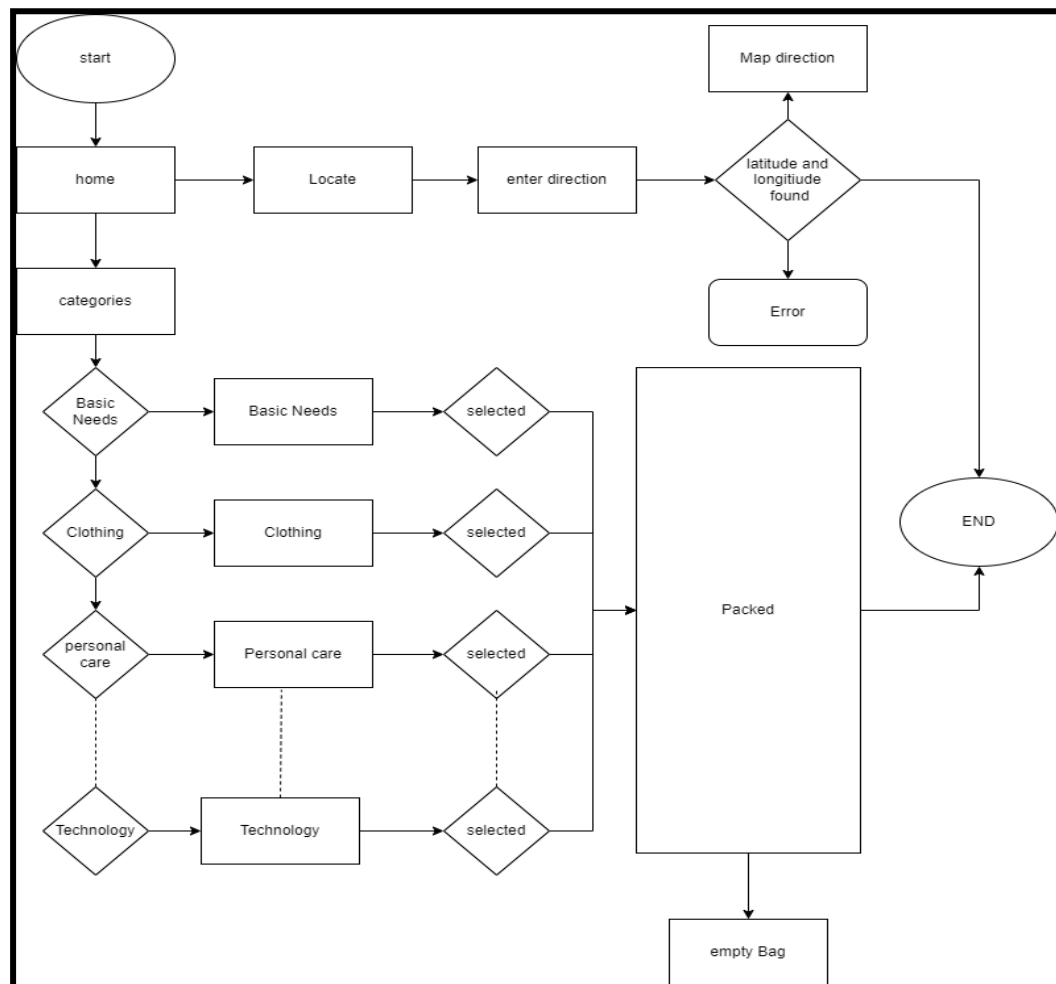 start
Map direction
home
Locate
enter direction
latitude and
longitiude
found
categories
Error
Basic
Needs
Basic Needs
selected
Clothing
Clothing
selected
END
Packed
personal
care
Personal care
selected
Technology
Technology
selected
empty Bag